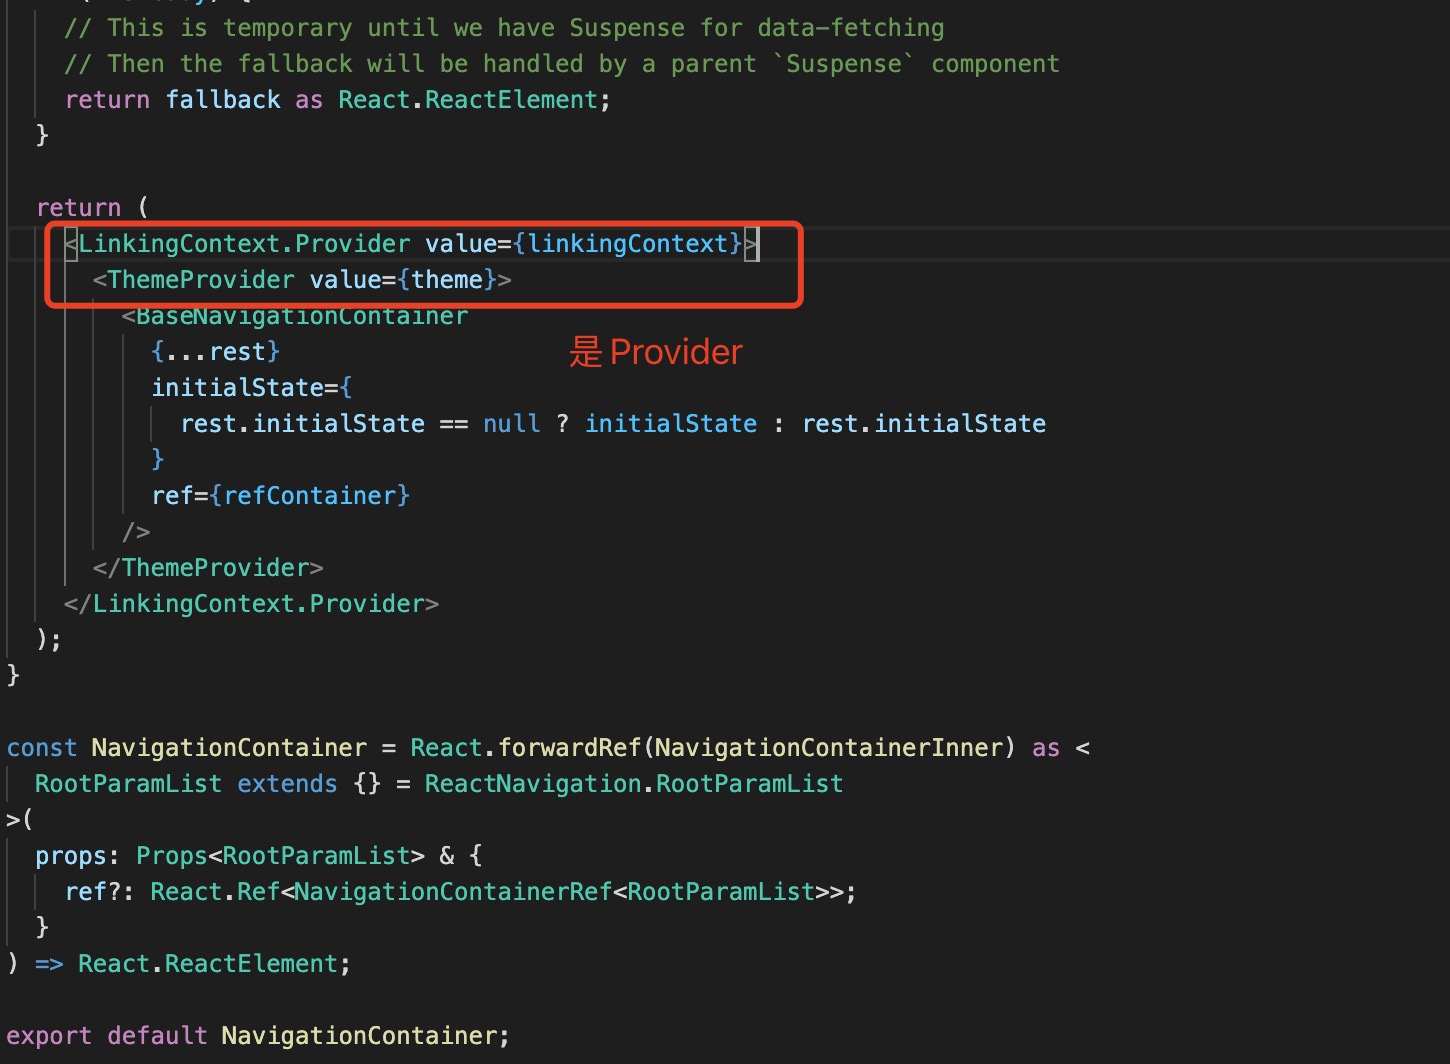 // This is temporary until we have Suspense for data-fetching
// Then the fallback will be handled by a parent `Suspense` component
return fallback as React.ReactElement;
}
return (
<LinkingContext.Provider value={linkingContext}>
<ThemeProvider value={theme}>
<BaseNavigationContainer
{...rest}
是 Provider
initialState={
rest.initialState == null ? initialState : rest.initialState
}
ref={refContainer}
/>
</ThemeProvider>
</LinkingContext.Provider>
);
}
const NavigationContainer = React.forwardRef(NavigationContainerInner) as <
RootParamList extends {} = ReactNavigation.RootParamList
>(
props: Props<RootParamList> & {
ref?: React.Ref<NavigationContainerRef<RootParamList>>;
}
) => React.ReactElement;
export default NavigationContainer;